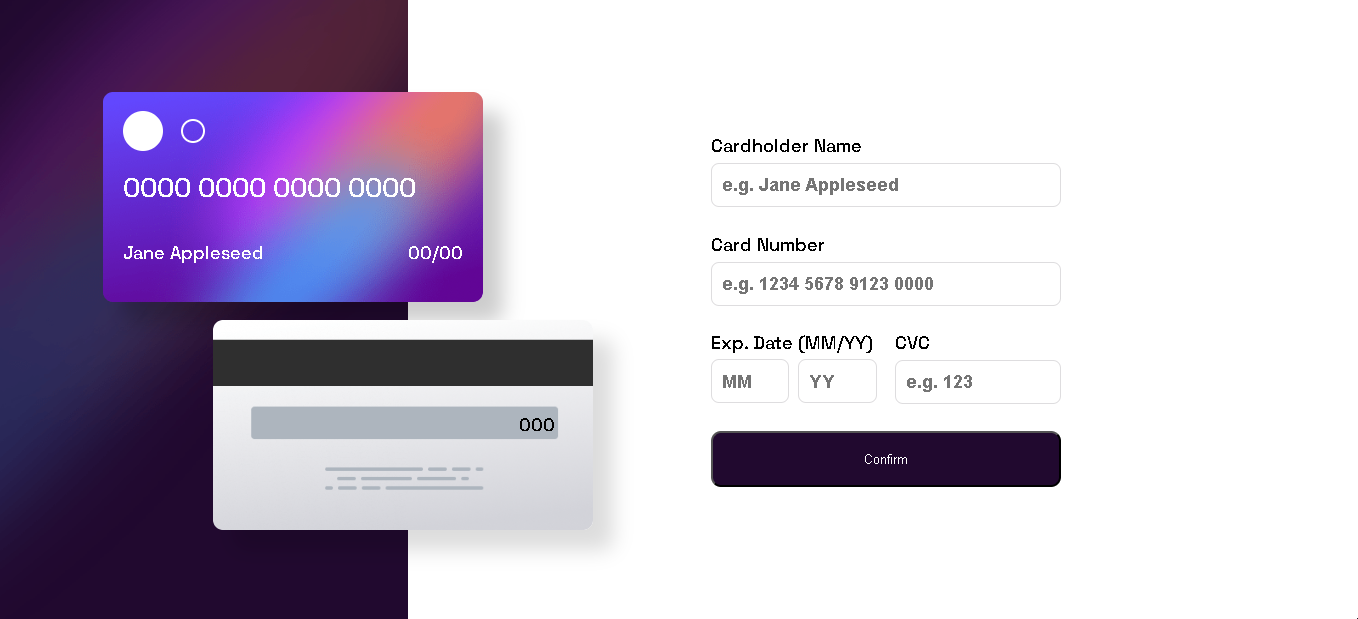 0000 0000 0000 0000
Jane Appleseed 00/00
000
Cardholder Name
e.g. Jane Appleseed
Card Number
e.g. 1234 5678 9123 0000
Exp. Date (MM/YY) CVC
MM YY e.g. 123
Confirm